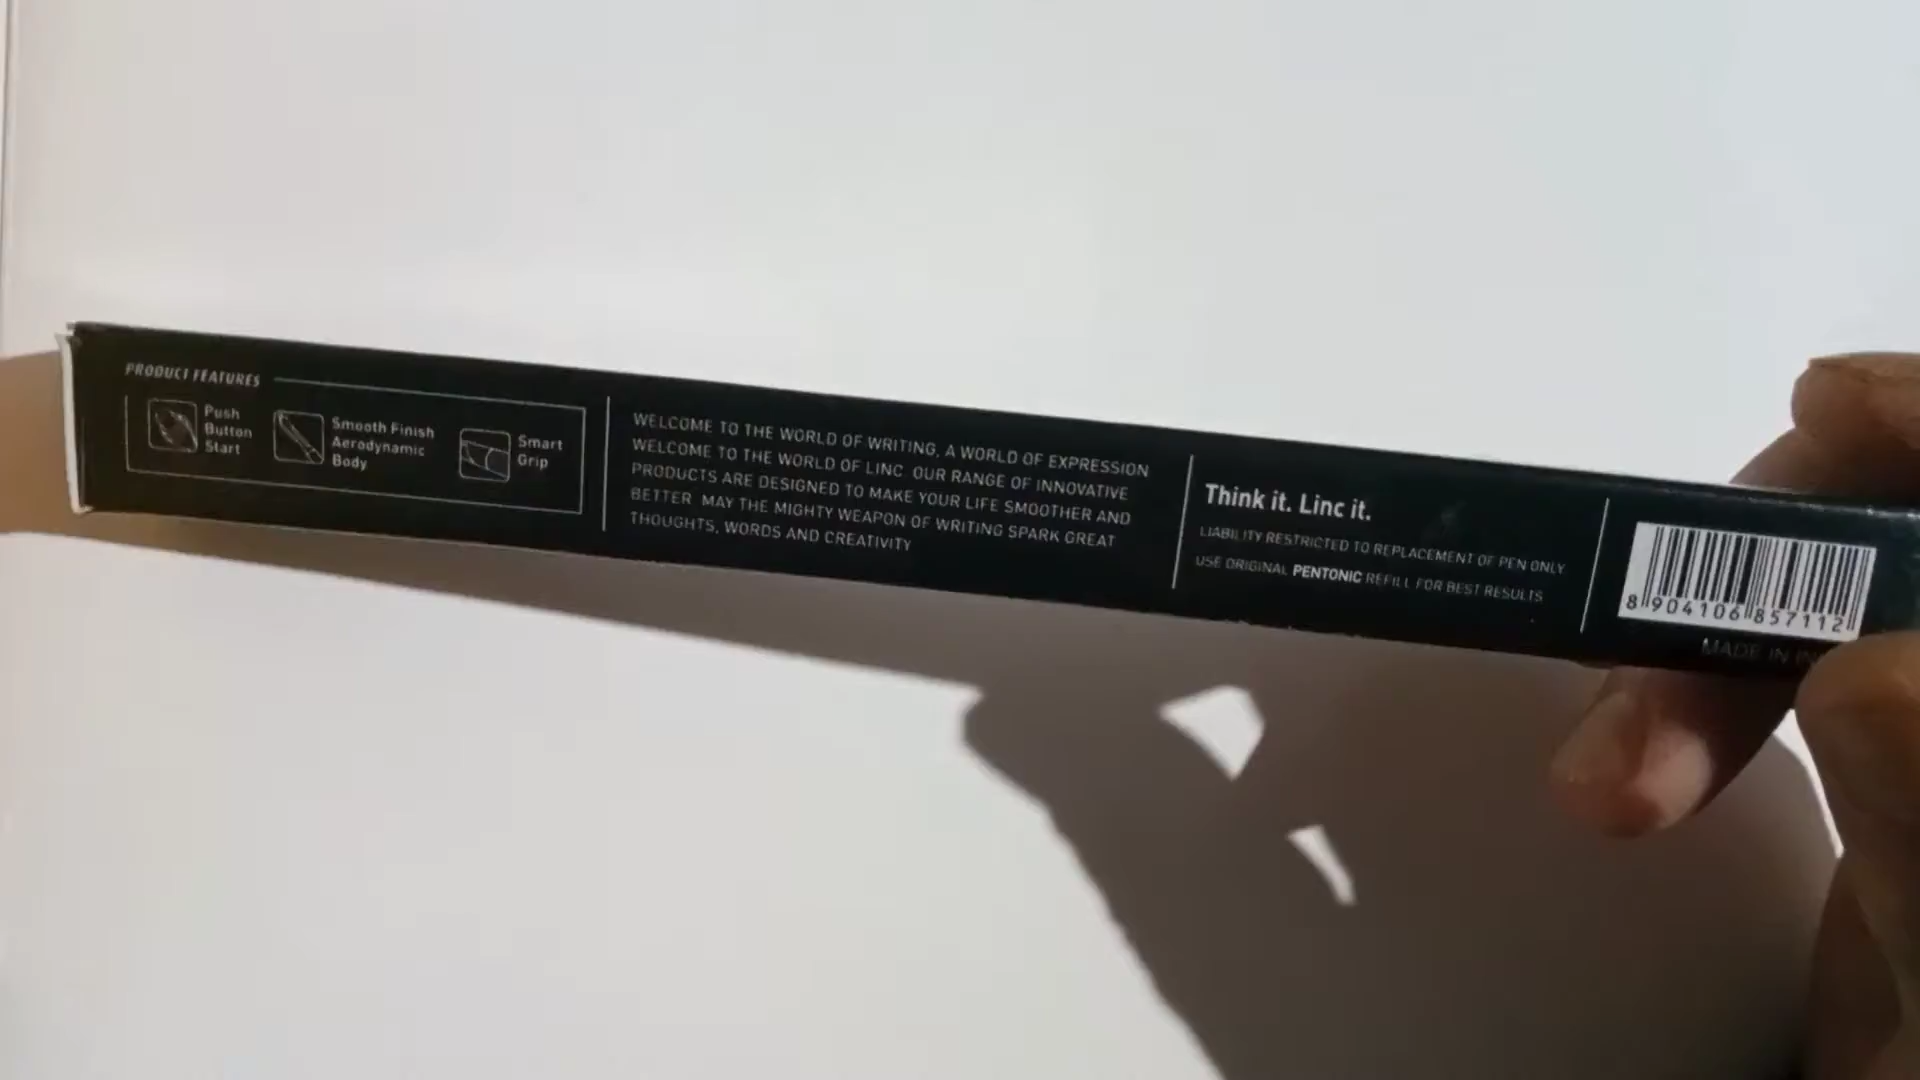 PRODUCT FEATURES
Push
Button
Start
Smooth Finish
Aerodynamic
Body
Smart
Grip
WELCOME TO THE WORLD OF WRITING, A WORLD OF EXPRESSION
WELCOME TO THE WORLD OF LINC. OUR RANGE OF INNOVATIVE
PRODUCTS ARE DESIGNED TO MAKE YOUR LIFE SMOOTHER AND
BETTER. MAY THE MIGHTY WEAPON OF WRITING SPARK GREAT
THOUGHTS, WORDS AND CREATIVITY
Think it. Linc it.
LIABILITY RESTRICTED TO REPLACEMENT OF PEN ONLY
USE ORIGINAL PENTONIC REFILL FOR BEST RESULTS
8 904106 857112
MADE IN